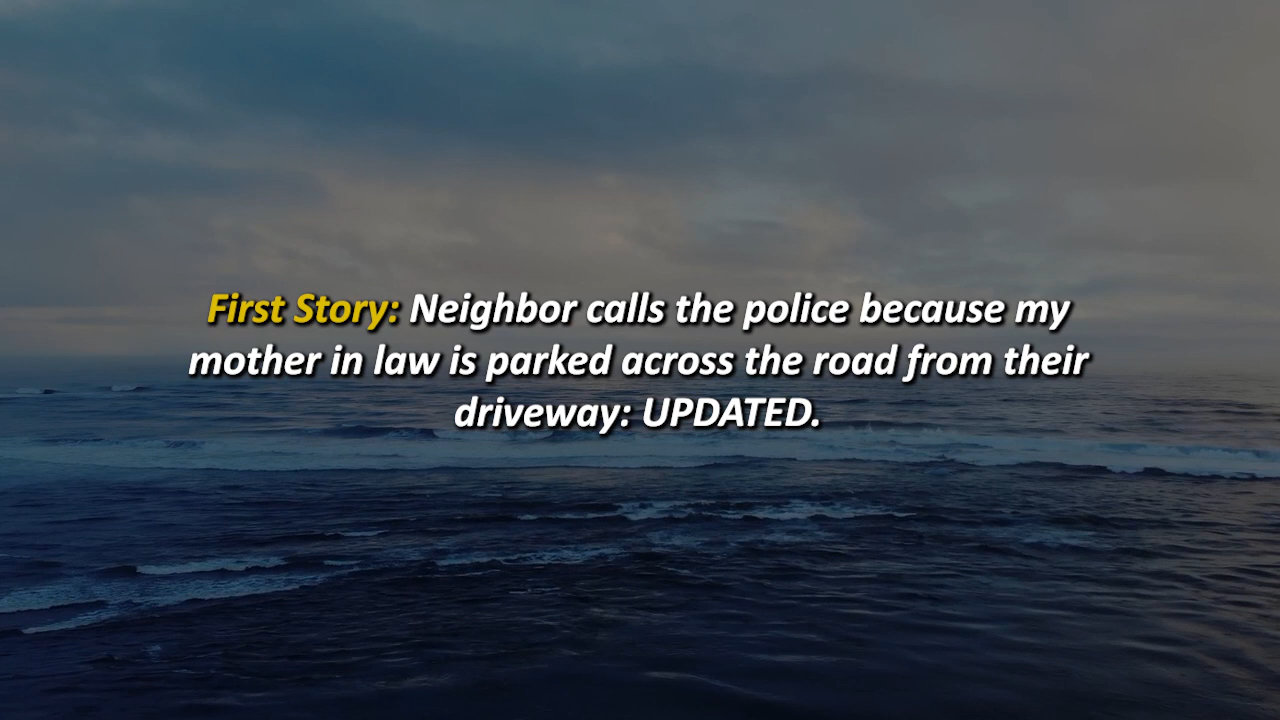 First Story: Neighbor calls the police because my
mother in law is parked across the road from their
driveway: UPDATED.